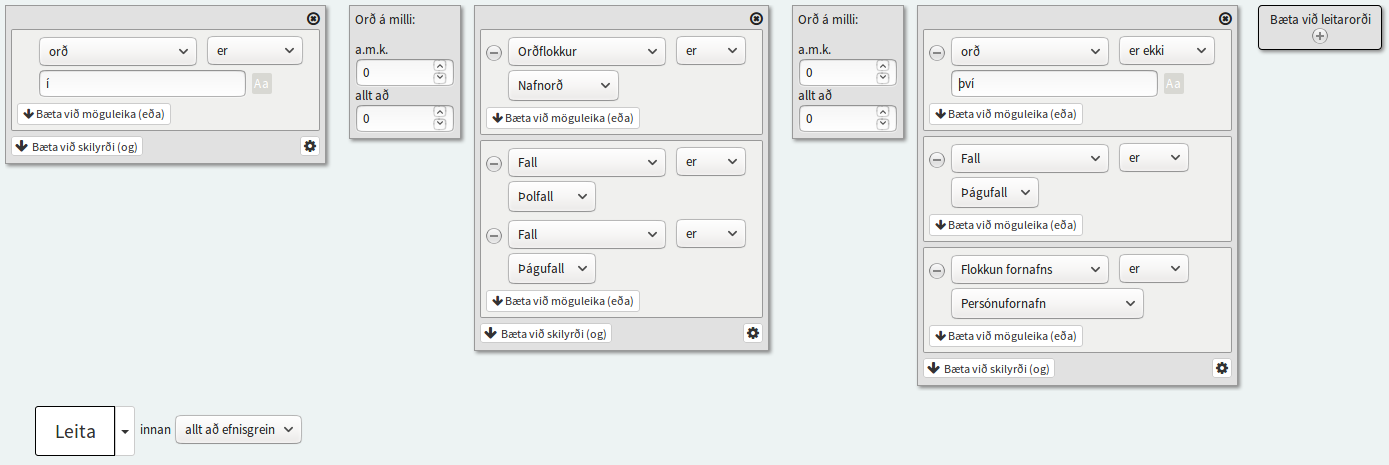 orð er
í Aa
Bæta við möguleika (eða)
Bæta við skilyrði (og)
Orð á milli:
a.m.k.
0
allt að
0
Orðflokkur er
Nafnorð
Bæta við möguleika (eða)
Fall er
Þolfall
Fall er
Þágufall
Bæta við möguleika (eða)
Bæta við skilyrði (og)
Orð á milli:
a.m.k.
0
allt að
0
orð er ekki
því Aa
Bæta við möguleika (eða)
Fall er
Þágufall
Bæta við möguleika (eða)
Flokkun fornafns er
Persónufornafn
Bæta við möguleika (eða)
Bæta við skilyrði (og)
Bæta við leitarorði
Leita innan allt að efnisgrein